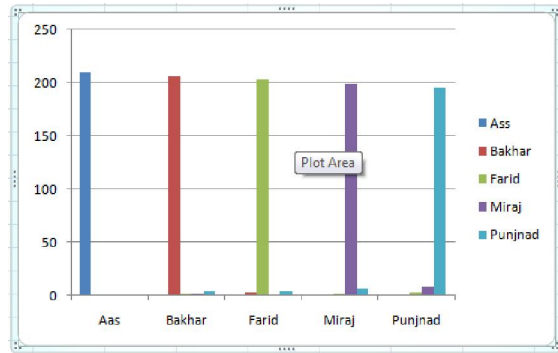 250
200
150
100
50
0
Plot Area
Aas Bakhar Farid Miraj Punjnad
Ass
Bakhar
Farid
Miraj
Punjnad